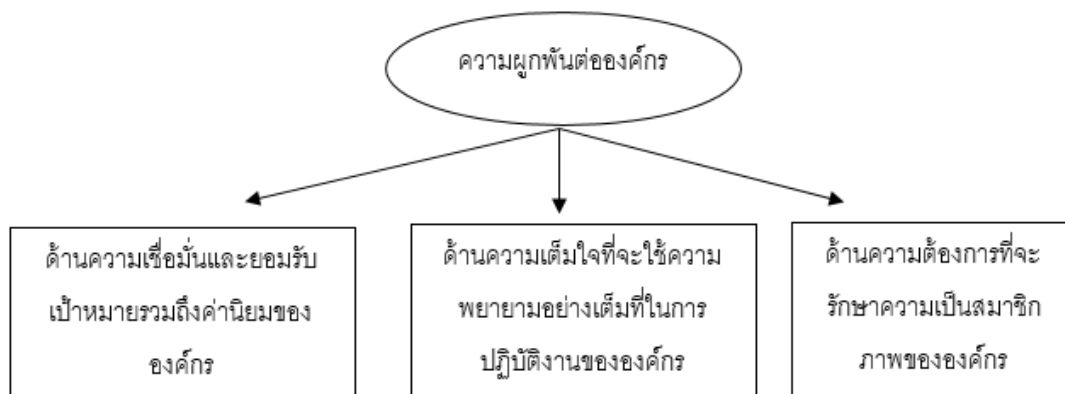 ความผูกพันต่อองค์กร
ด้านความเชื่อมั่นและยอมรับ
เป้าหมายรวมถึงค่านิยมของ
องค์กร
ด้านความเต็มใจที่จะใช้ความ
พยายามอย่างเต็มที่ในการ
ปฏิบัติงานขององค์กร
ด้านความต้องการที่จะ
รักษาความเป็นสมาชิก
ภาพขององค์กร